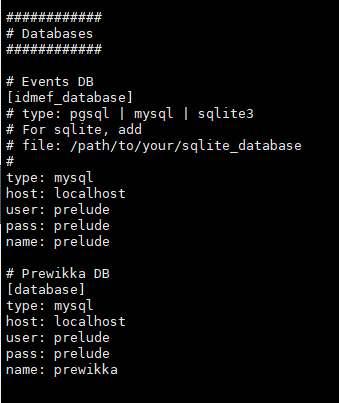 ############
# Databases
############

# Events DB
[idmef_database]
# type: pgsql | mysql | sqlite3
# For sqlite, add
# file: /path/to/your/sqlite_database
#
type: mysql
host: localhost
user: prelude
pass: prelude
name: prelude

# Prewikka DB
[database]
type: mysql
host: localhost
user: prelude
pass: prelude
name: prewikka